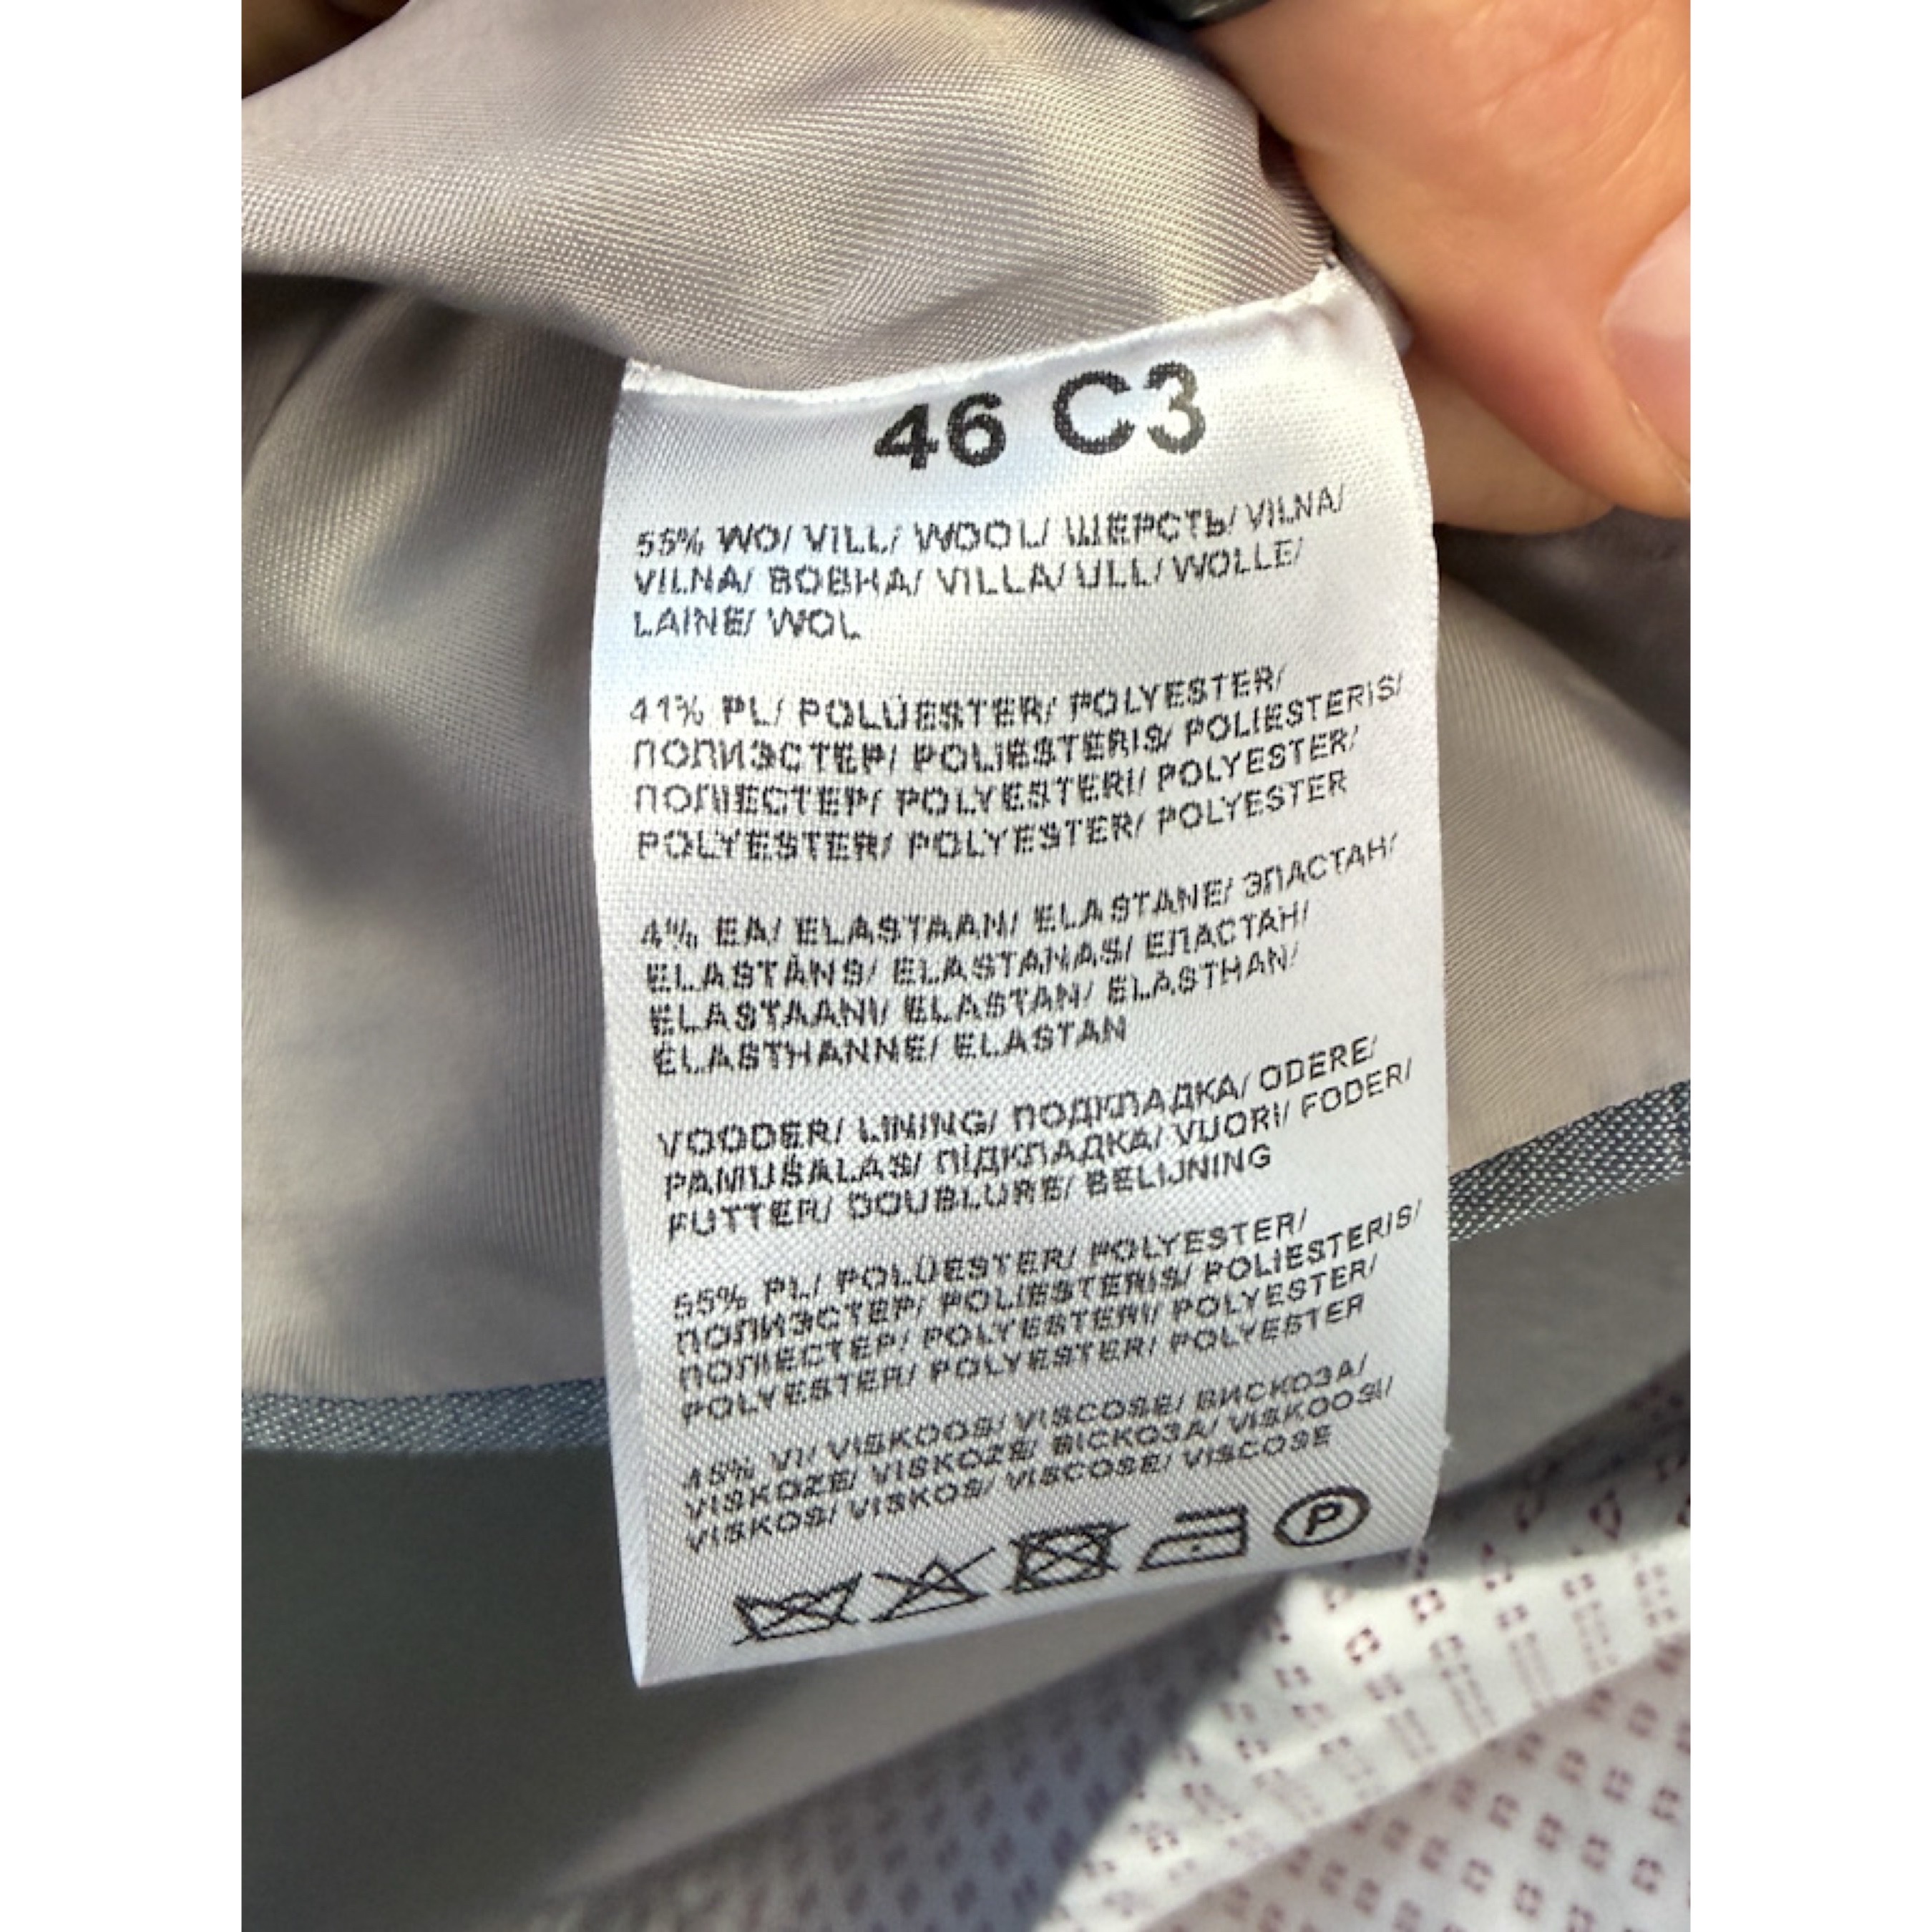 46 C3
55% WO/ VILL/ WOOL/ ШЕРСТЬ/ VILNA/
VILNA/ ВОВНА/ VILLA/ ULL/ WOLLE/
LAINE/ WOL
41% PL/ POLÜESTER/ POLYESTER/
ПОЛИЭСТЕР/ POLIESTERIS/ POLIESTERIS/
ПОЛІЕСТЕР/ POLYESTERI/ POLYESTER/
POLYESTER/ POLYESTER/ POLYESTER
4% EA/ ELASTAAN/ ELASTANE/ ЭЛАСТАН/
ELASTĀNS/ ELASTANAS/ ЕЛАСТАН/
ELASTAANI/ ELASTAN/ ELASTHAN/
ÉLASTHANNE/ ELASTAN
VOODER/ LINING/ ПОДКЛАДКА/ ODERE/
PAMUŠALAS/ ПІДКЛАДКА/ VUORI/ FODER/
FUTTER/ DOUBLURE/ BELIJNING
55% PL/ POLÜESTER/ POLYESTER/
ПОЛИЭСТЕР/ POLIESTERIS/ POLIESTERIS/
ПОЛІЕСТЕР/ POLYESTERI/ POLYESTER/
POLYESTER/ POLYESTER/ POLYESTER
45% VI/ VISKOOS/ VISCOSE/ ВИСКОЗА/
VISKOZE/ VISKOZE/ ВІСКОЗА/ VISKOOSI/
VISKOS/ VISKOS/ VISCOSE/ VISCOSE
P